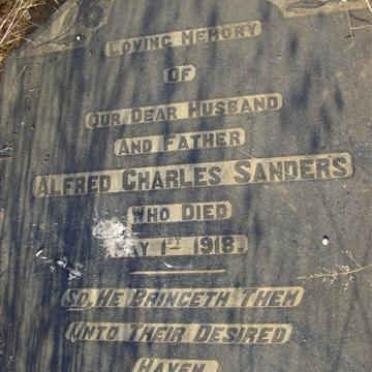 LOVING MEMORY
OF
OUR DEAR HUSBAND
AND FATHER
ALFRED CHARLES SANDERS
WHO DIED
MAY 1ST 1918.
SO, HE BRINGETH THEM
UNTO THEIR DESIRED
HAVEN